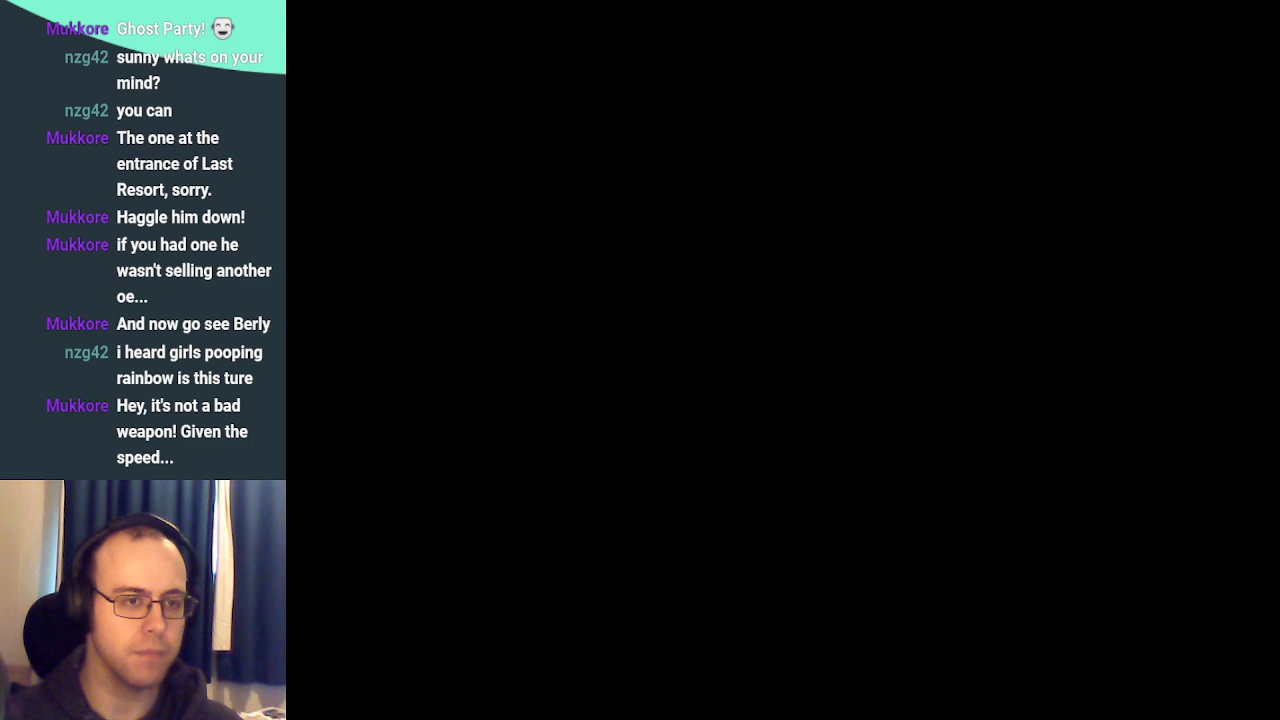 Mukkore Ghost Party!
nzg42 sunny whats on your
mind?
nzg42 you can
Mukkore The one at the
entrance of Last
Resort, sorry.
Mukkore Haggle him down!
Mukkore if you had one he
wasn't selling another
oe...
Mukkore And now go see Berly
nzg42 i heard girls pooping
rainbow is this ture
Mukkore Hey, it's not a bad
weapon! Given the
speed...